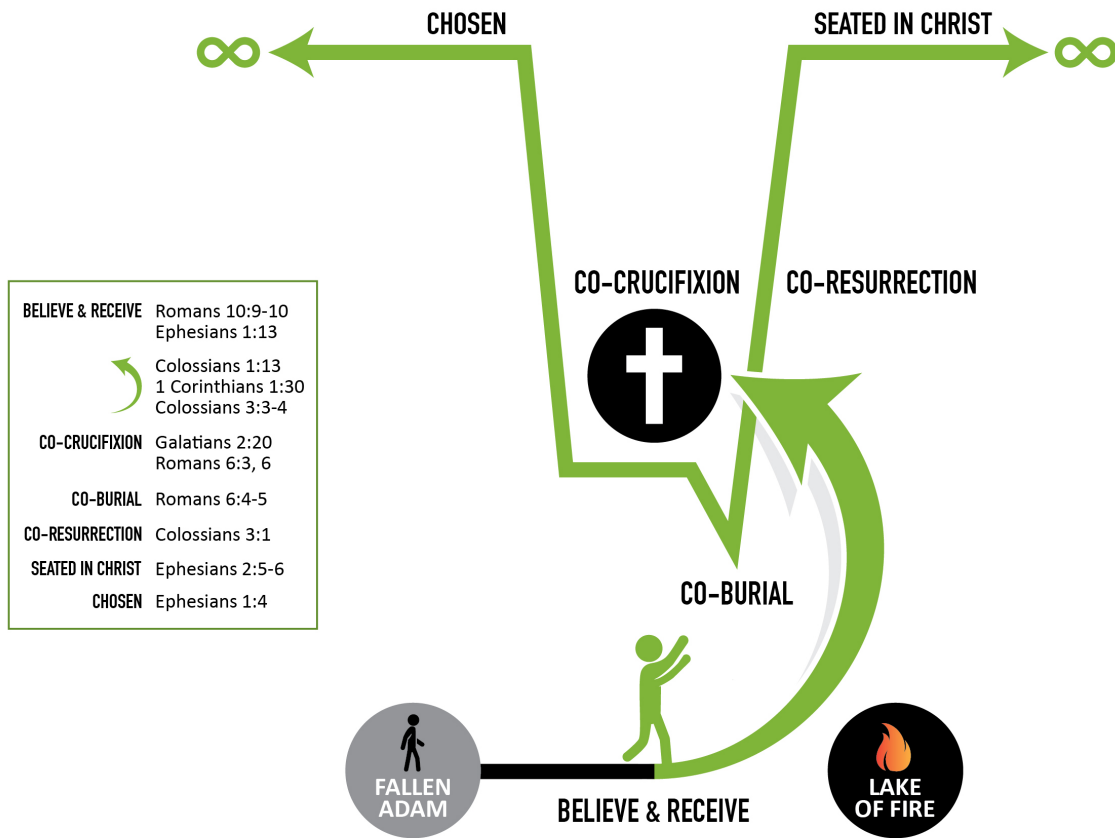 CHOSEN
SEATED IN CHRIST
CO-CRUCIFIXION
CO-RESURRECTION
BELIEVE & RECEIVE Romans 10:9-10
Ephesians 1:13
Colossians 1:13
1 Corinthians 1:30
Colossians 3:3-4
CO-CRUCIFIXION Galatians 2:20
Romans 6:3, 6
CO-BURIAL Romans 6:4-5
CO-RESURRECTION Colossians 3:1
SEATED IN CHRIST Ephesians 2:5-6
CHOSEN Ephesians 1:4
CO-BURIAL
FALLEN
ADAM
BELIEVE & RECEIVE
LAKE
OF FIRE